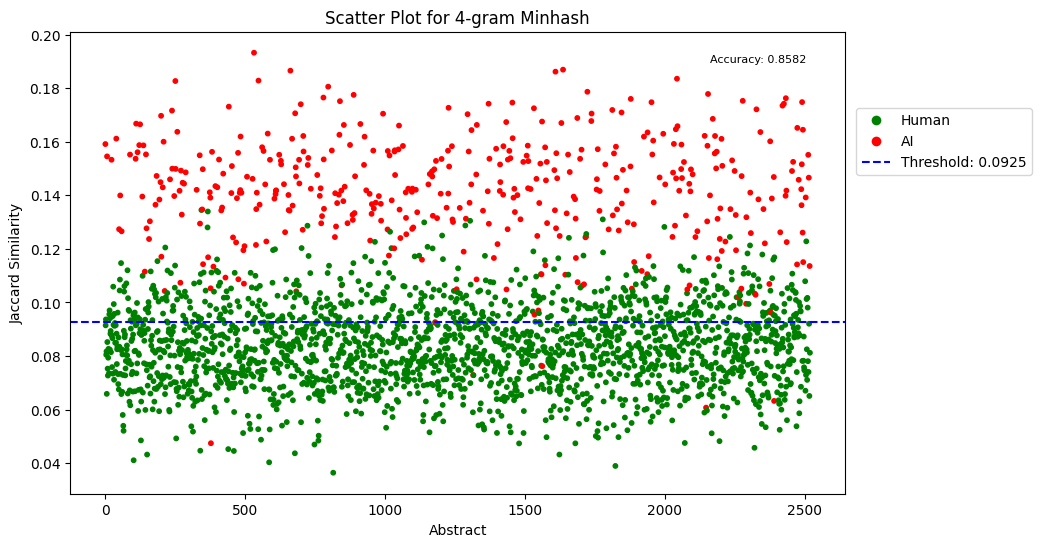 Scatter Plot for 4-gram Minhash
0.20
0.18
0.16
0.14
0.12
0.10
0.08
0.06
0.04
Jaccard Similarity
Accuracy: 0.8582
Human
AI
Threshold: 0.0925
0
500
1000
1500
2000
2500
Abstract